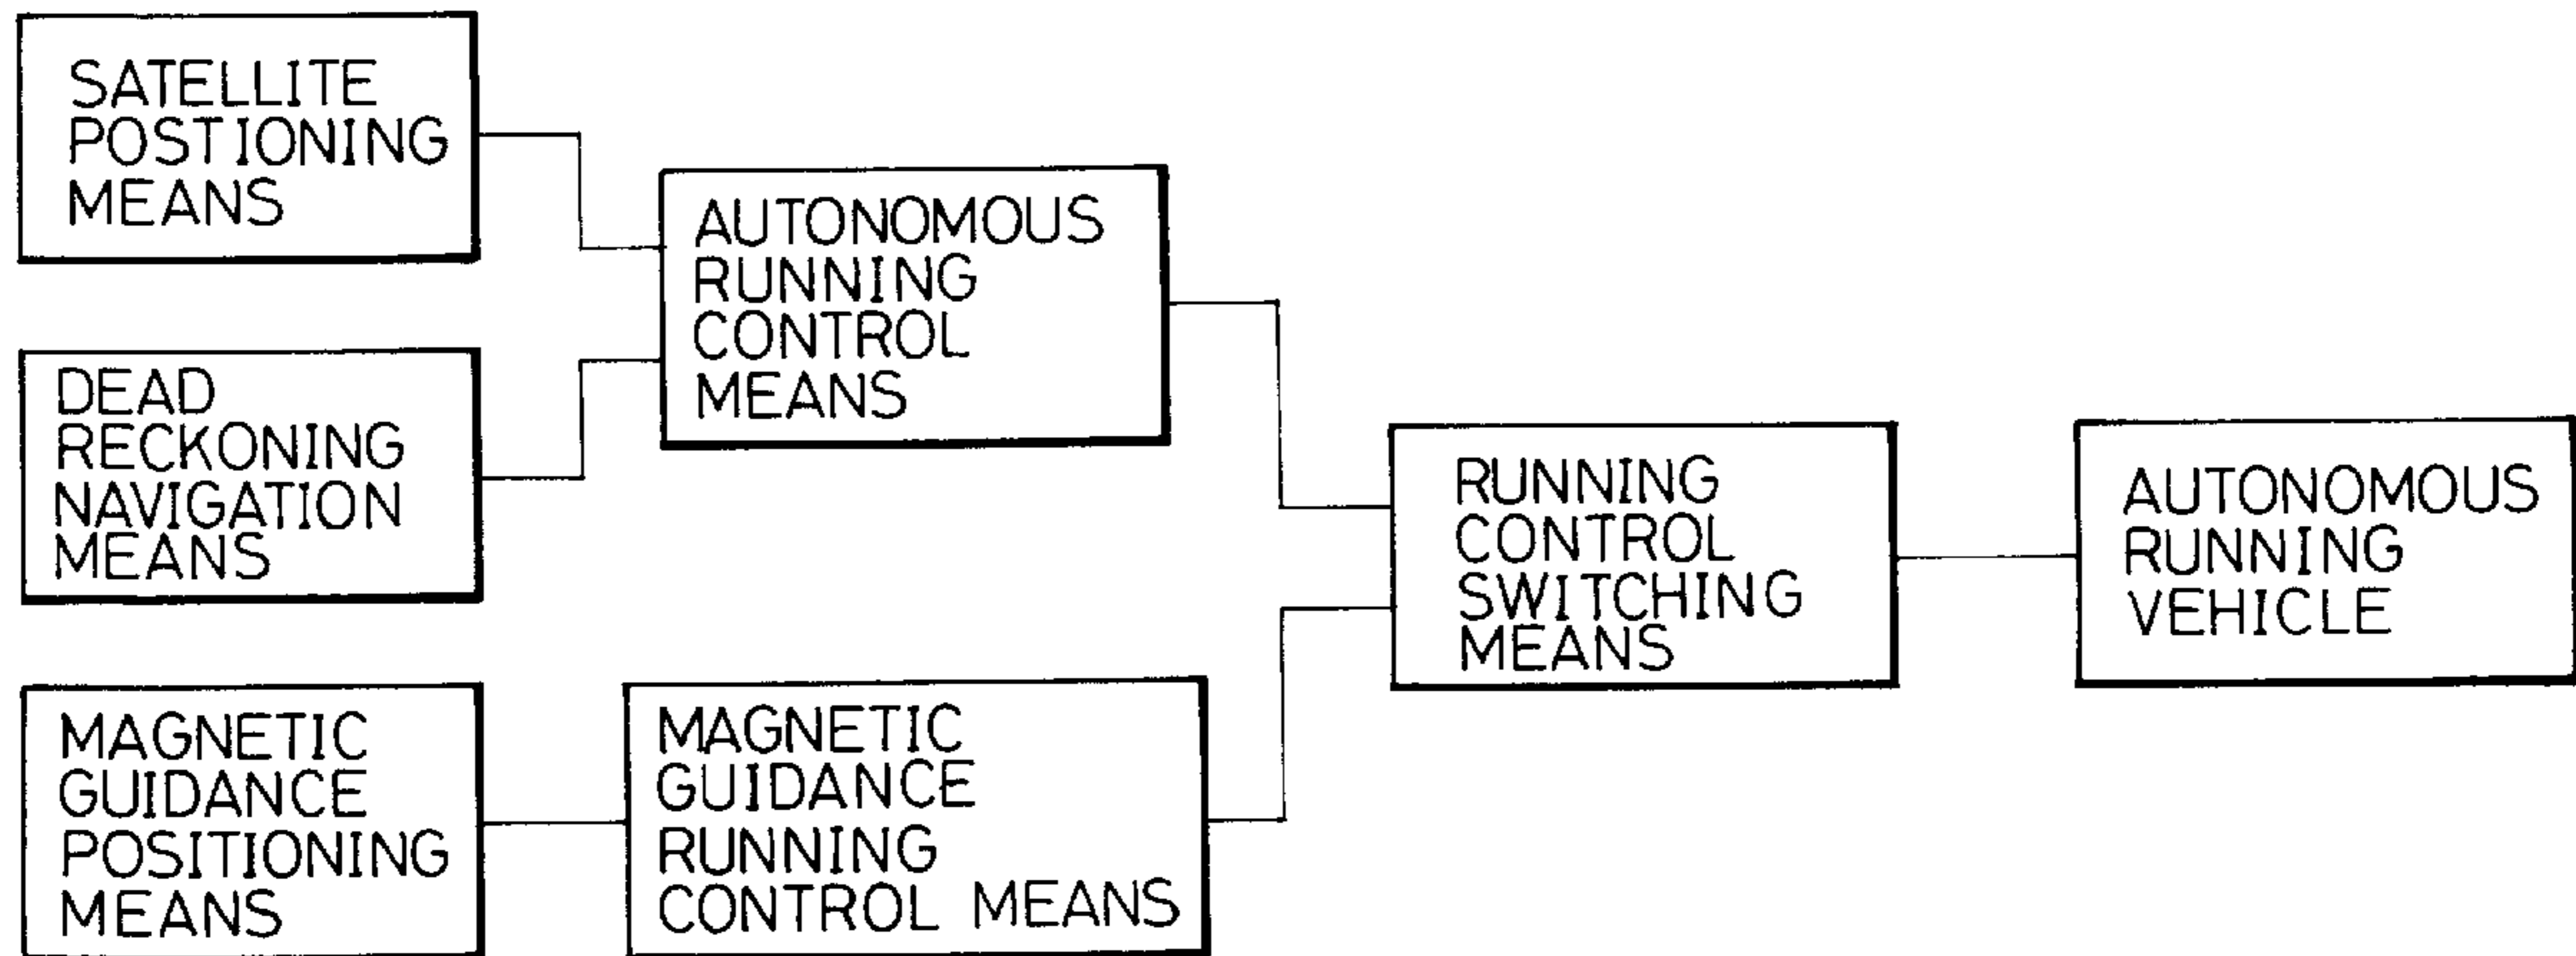 SATELLITE
POSTIONING
MEANS
DEAD
RECKONING
NAVIGATION
MEANS
MAGNETIC
GUIDANCE
POSITIONING
MEANS
AUTONOMOUS
RUNNING
CONTROL
MEANS
MAGNETIC
GUIDANCE
RUNNING
CONTROL MEANS
RUNNING
CONTROL
SWITCHING
MEANS
AUTONOMOUS
RUNNING
VEHICLE